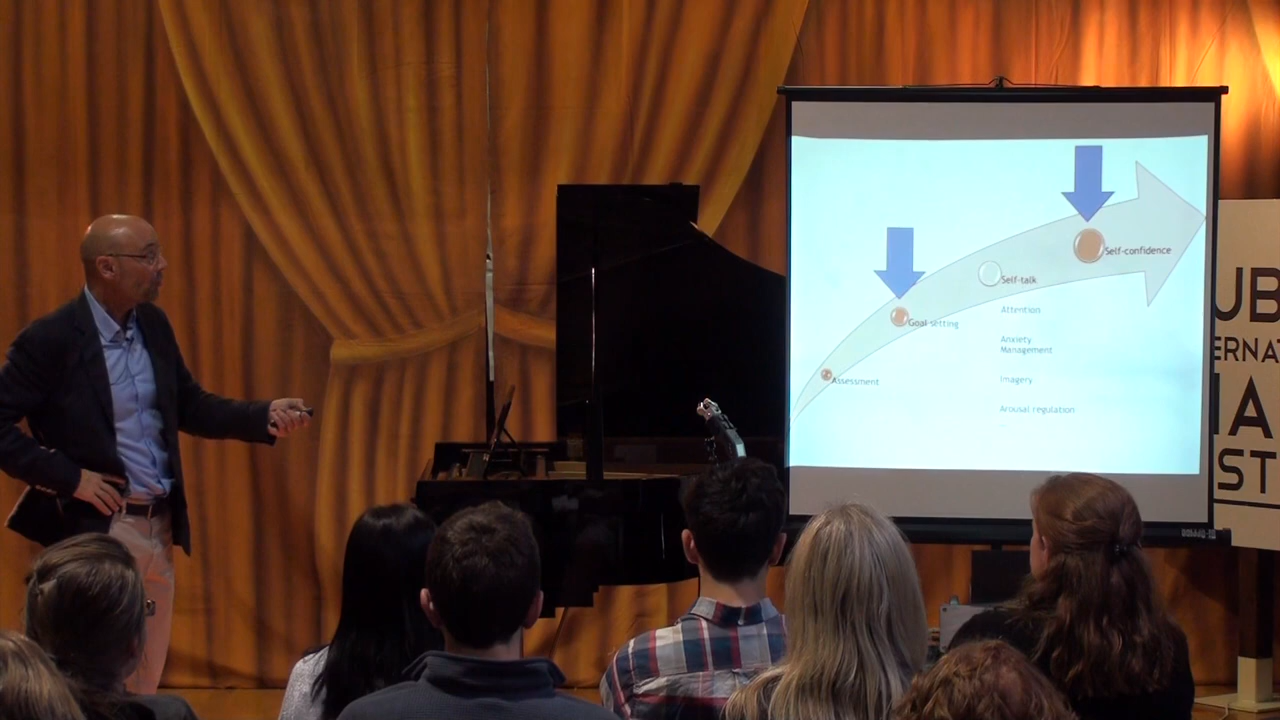 Self-confidence
Self-talk
Goal setting
Attention
Anxiety
Management
Assessment
Imagery
Arousal regulation
UB
ERNAT
IA
ST